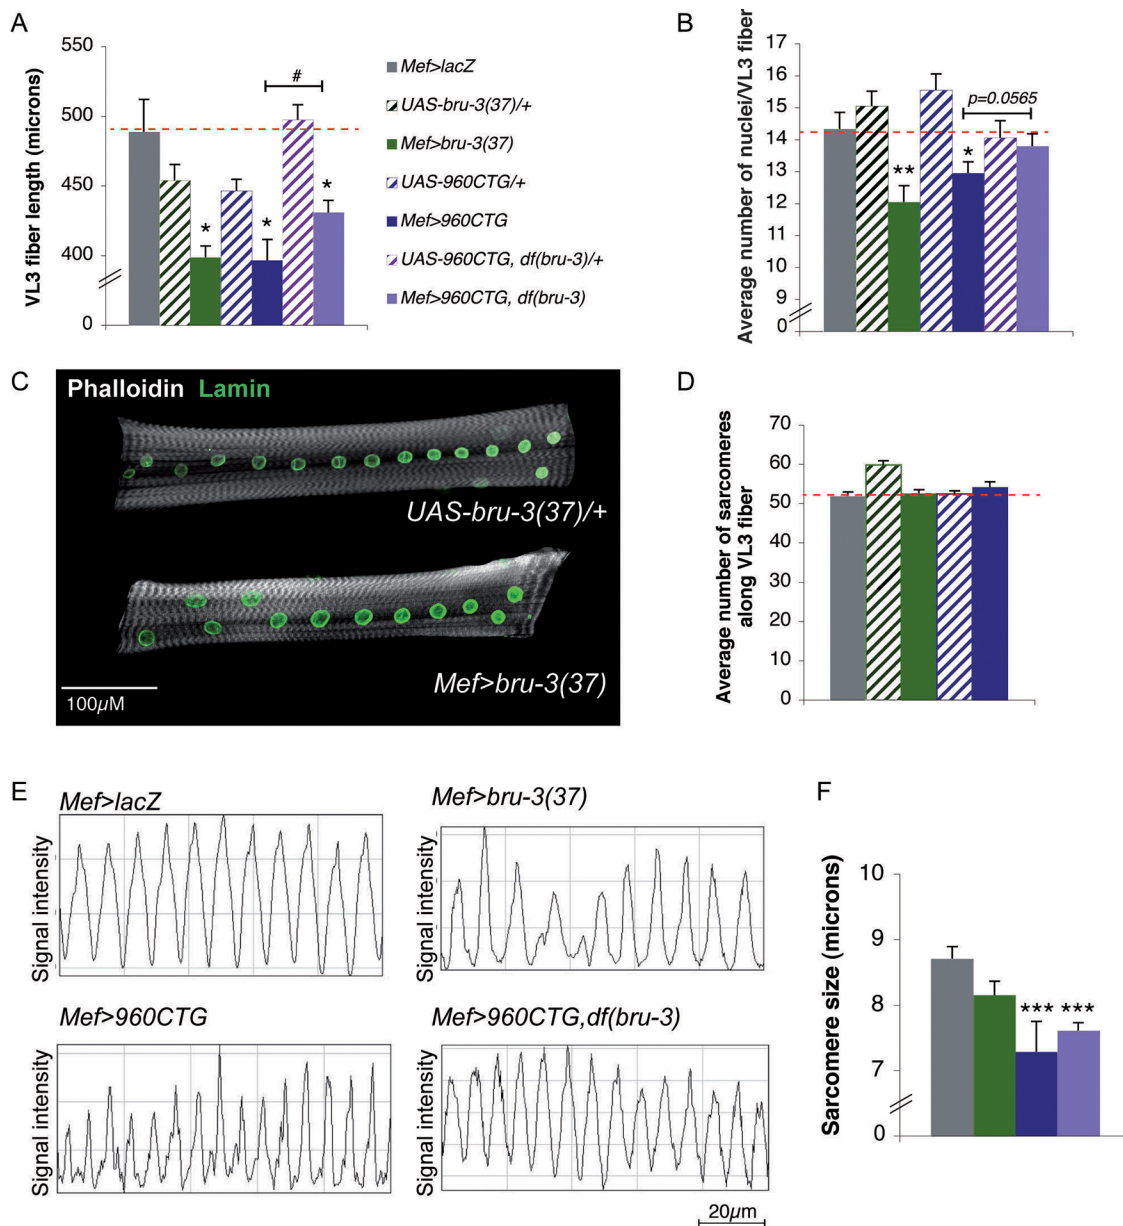 A
VL3 fiber length (microns)
550
500
450
400
0
#
*
*
*
Mef>lacZ
UAS-bru-3(37)/+
Mef>bru-3(37)
UAS-960CTG/+
Mef>960CTG
UAS-960CTG, df(bru-3)/+
Mef>960CTG, df(bru-3)
B
Average number of nuclei/VL3 fiber
17
16
15
14
13
12
11
10
9
0
**
*
p=0.0565
C
Phalloidin Lamin
UAS-bru-3(37)/+
Mef>bru-3(37)
100µM
D
Average number of sarcomeres
along VL3 fiber
70
60
50
40
30
20
10
0
E
Mef>lacZ
Signal intensity
Mef>bru-3(37)
Signal intensity
Mef>960CTG
Signal intensity
Mef>960CTG,df(bru-3)
Signal intensity
20µm
F
Sarcomere size (microns)
10
9
8
7
0
*** ***